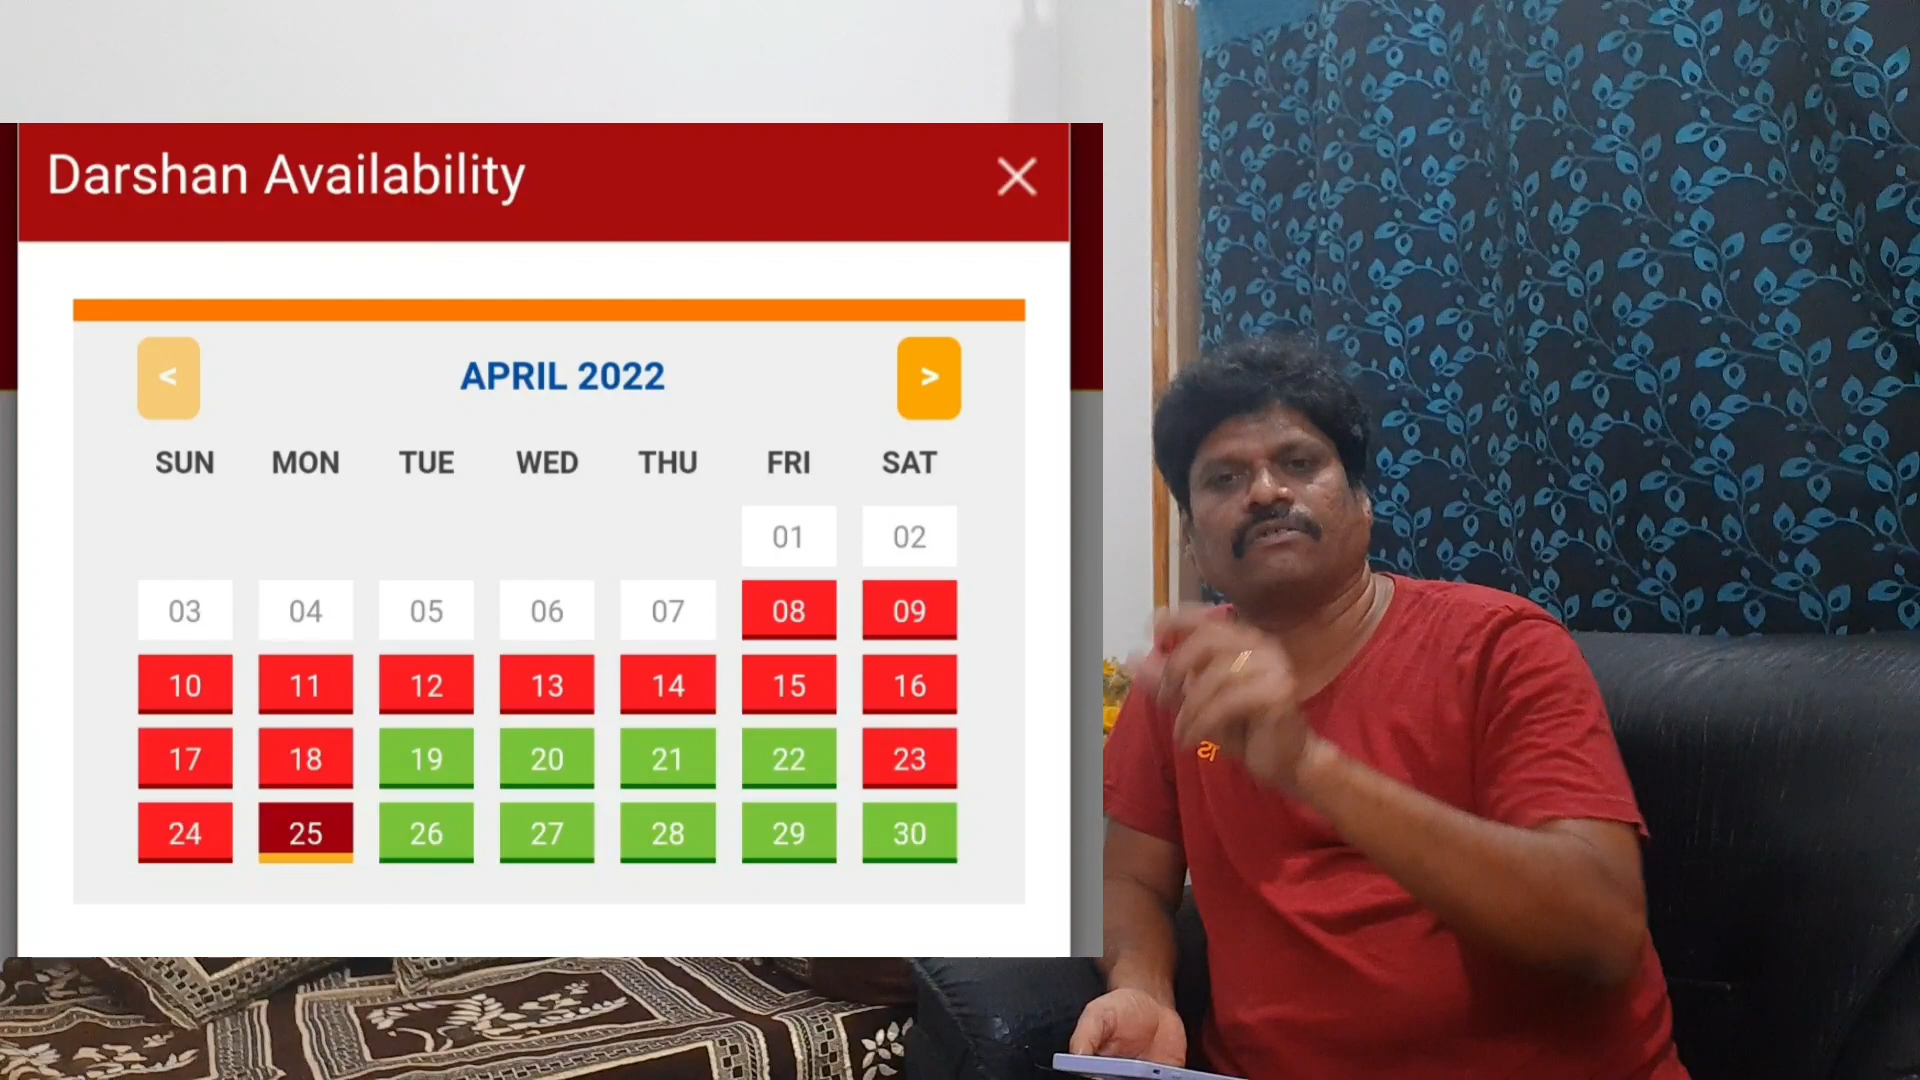 Darshan Availability ×
< APRIL 2022 >
SUN MON TUE WED THU FRI SAT
01 02
03 04 05 06 07 08 09
10 11 12 13 14 15 16
17 18 19 20 21 22 23
24 25 26 27 28 29 30